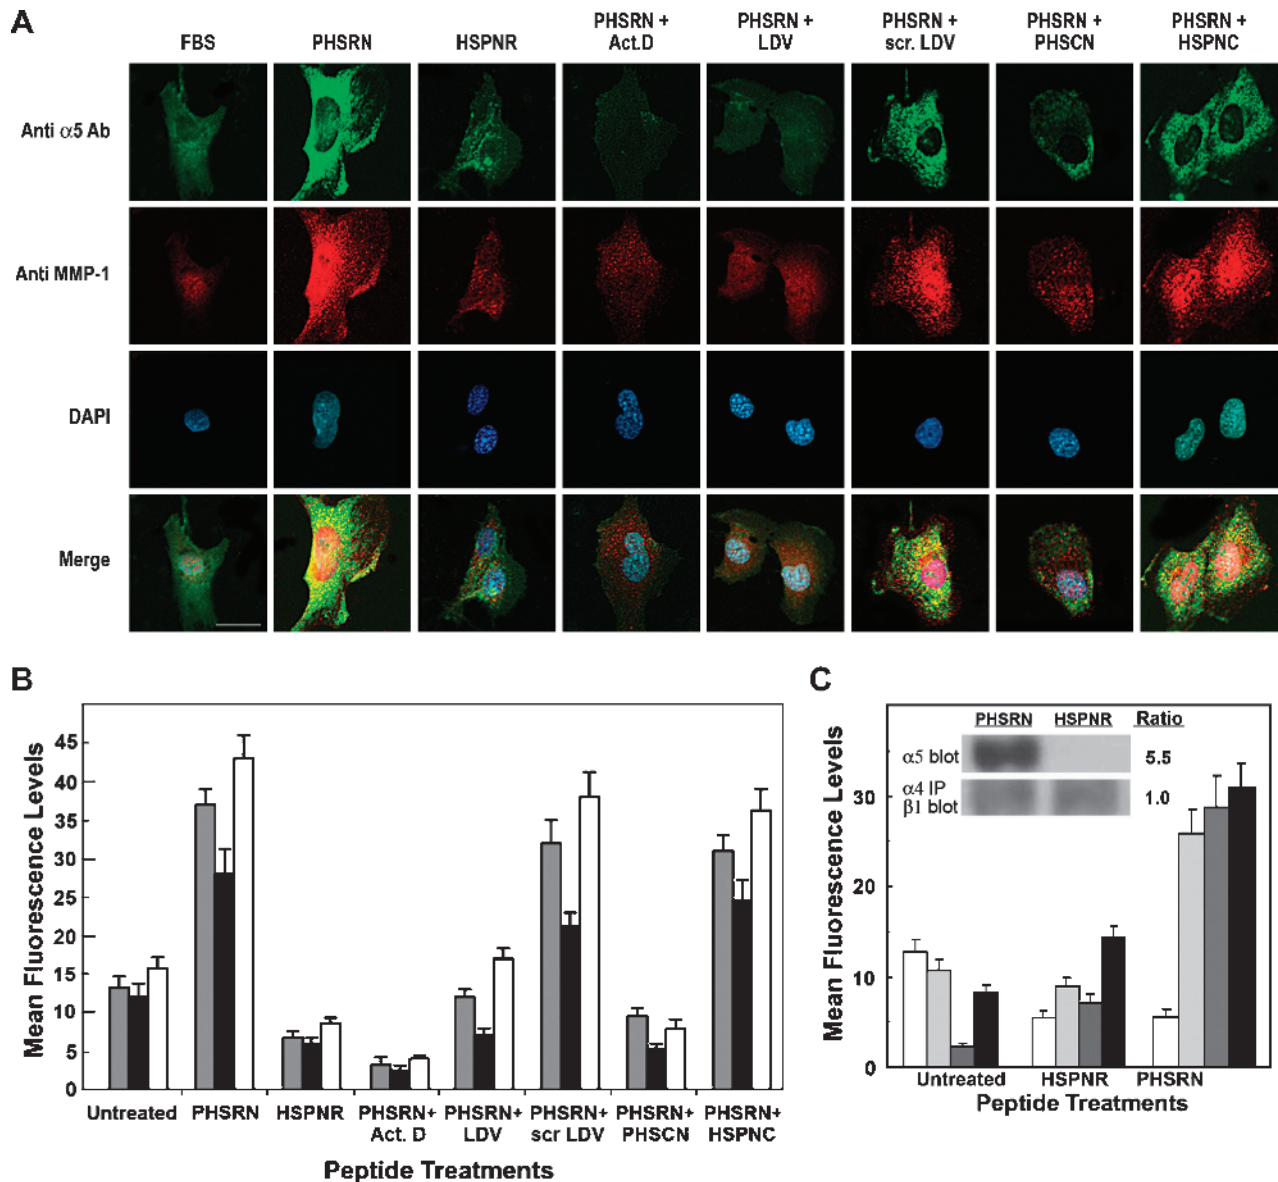 A
FBS
PHSRN
HSPNR
PHSRN +
Act.D
PHSRN +
LDV
PHSRN +
scr. LDV
PHSRN +
PHSCN
PHSRN +
HSPNC
Anti α5 Ab
Anti MMP-1
DAPI
Merge
B
Mean Fluorescence Levels
45
40
35
30
25
20
15
10
5
0
Untreated
PHSRN
HSPNR
PHSRN+
Act. D
PHSRN+
LDV
PHSRN+
scr LDV
PHSRN+
PHSCN
PHSRN+
HSPNC
Peptide Treatments
C
Mean Fluorescence Levels
30
20
10
0
PHSRN HSPNR Ratio
α5 blot 5.5
α4 IP
β1 blot 1.0
Untreated
HSPNR
PHSRN
Peptide Treatments